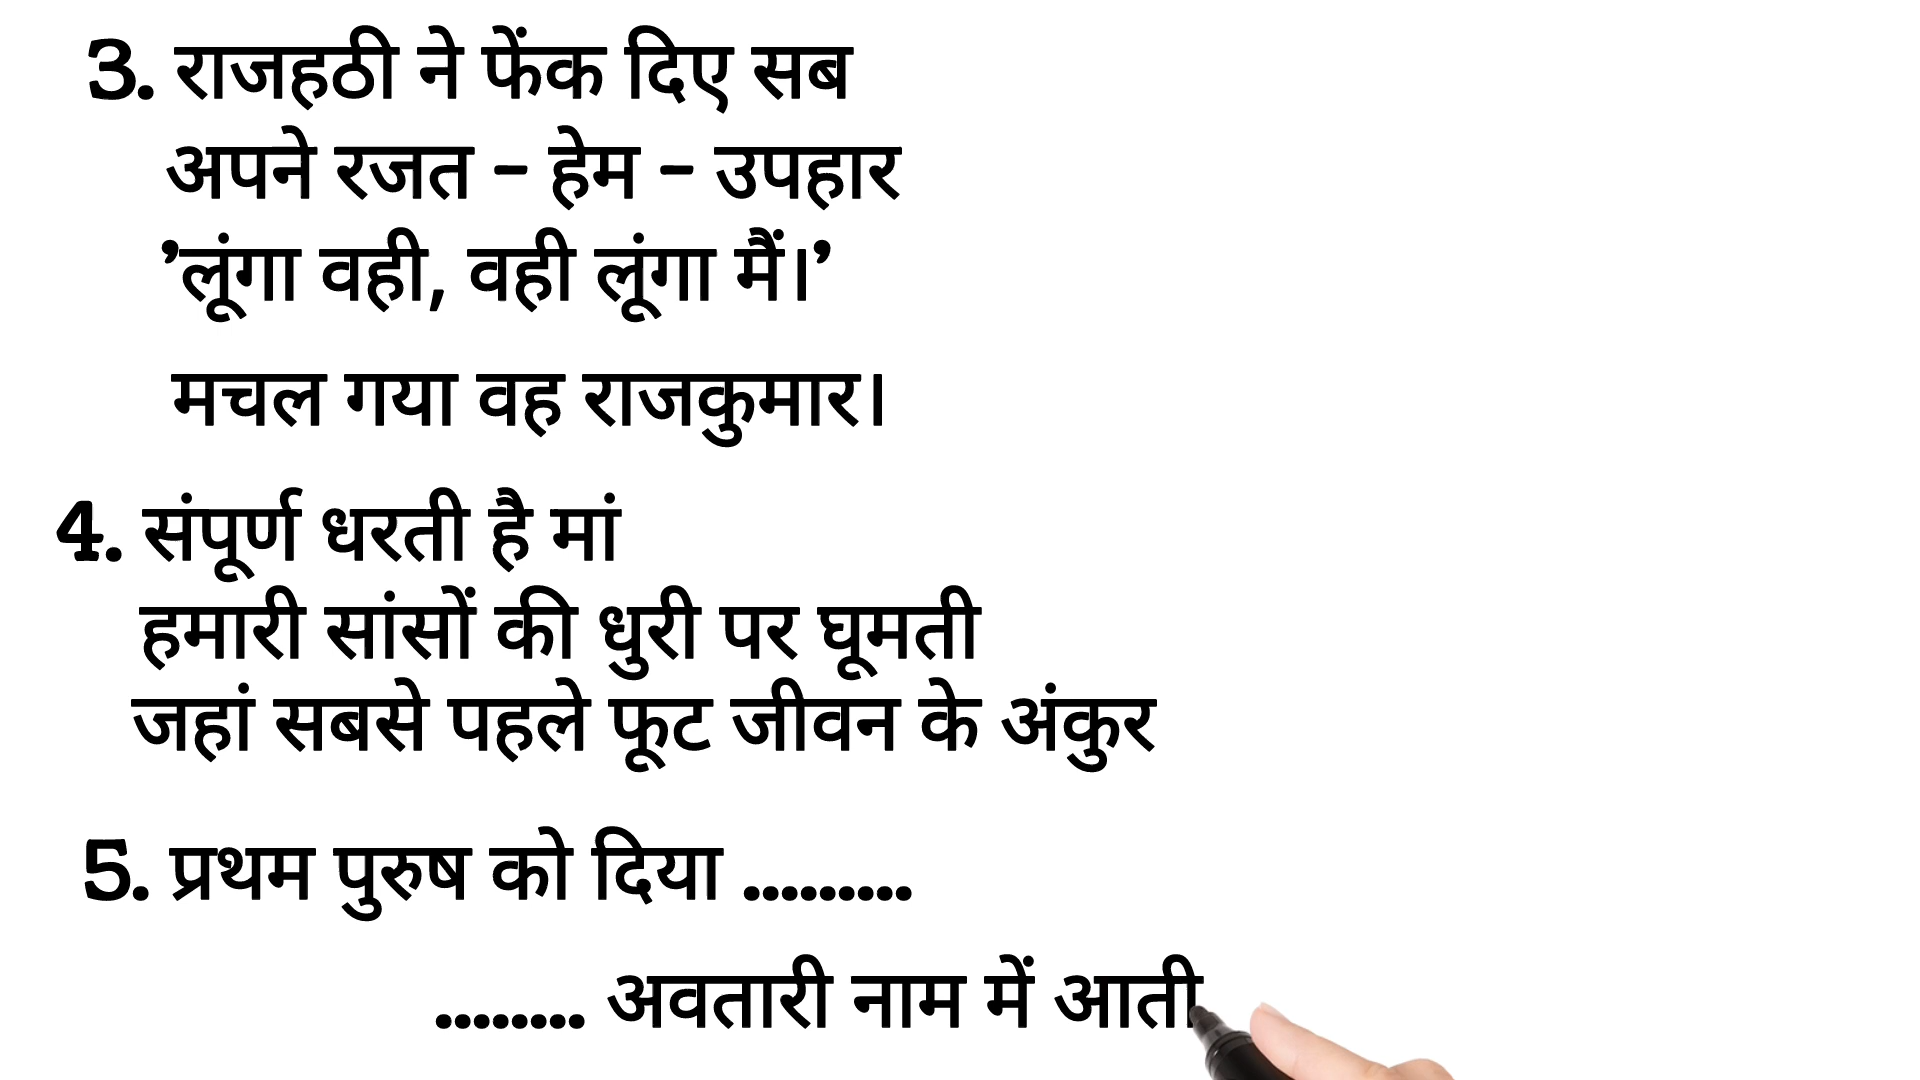 3. राजहठी ने फेंक दिए सब
अपने रजत - हेम - उपहार
’लूंगा वही, वही लूंगा मैं।’
मचल गया वह राजकुमार।
4. संपूर्ण धरती है मां
हमारी सांसों की धुरी पर घूमती
जहां सबसे पहले फूट जीवन के अंकुर
5. प्रथम पुरुष को दिया .........
........ अवतारी नाम में आती